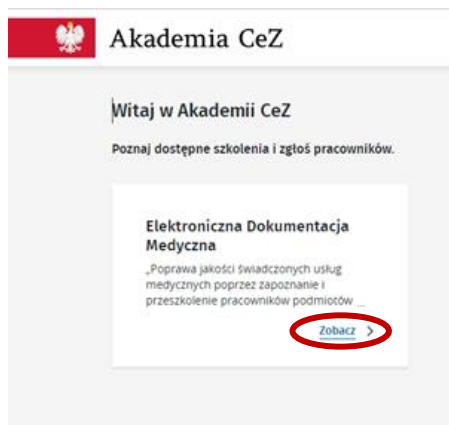 Akademia CeZ
Witaj w Akademii CeZ
Poznaj dostępne szkolenia i zgłoś pracowników.
Elektroniczna Dokumentacja
Medyczna
„Poprawa jakości świadczonych usług
medycznych poprzez zapoznanie i
przeszkolenie pracowników podmiotów ...
Zobacz >